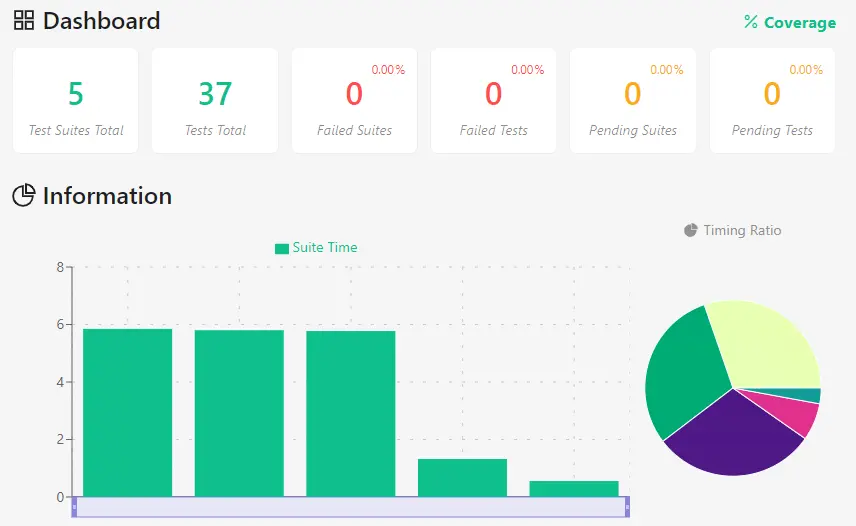 Dashboard
% Coverage
5
Test Suites Total
37
Tests Total
0.00%
0
Failed Suites
0.00%
0
Failed Tests
0.00%
0
Pending Suites
0.00%
0
Pending Tests
Information
Suite Time
Timing Ratio
8
6
4
2
0